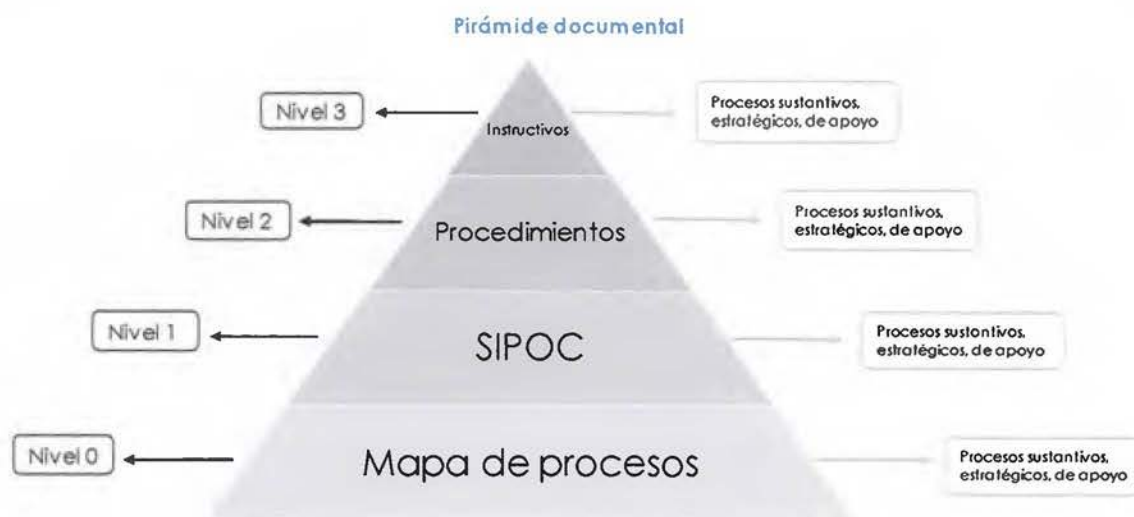 Pirámide documental
Nivel 3
Instructivos
Procesos sustantivos,
estratégicos, de apoyo
Nivel 2
Procedimientos
Procesos sustantivos,
estratégicos, de apoyo
Nivel 1
SIPOC
Procesos sustantivos,
estratégicos, de apoyo
Nivel 0
Mapa de procesos
Procesos sustantivos,
estratégicos, de apoyo